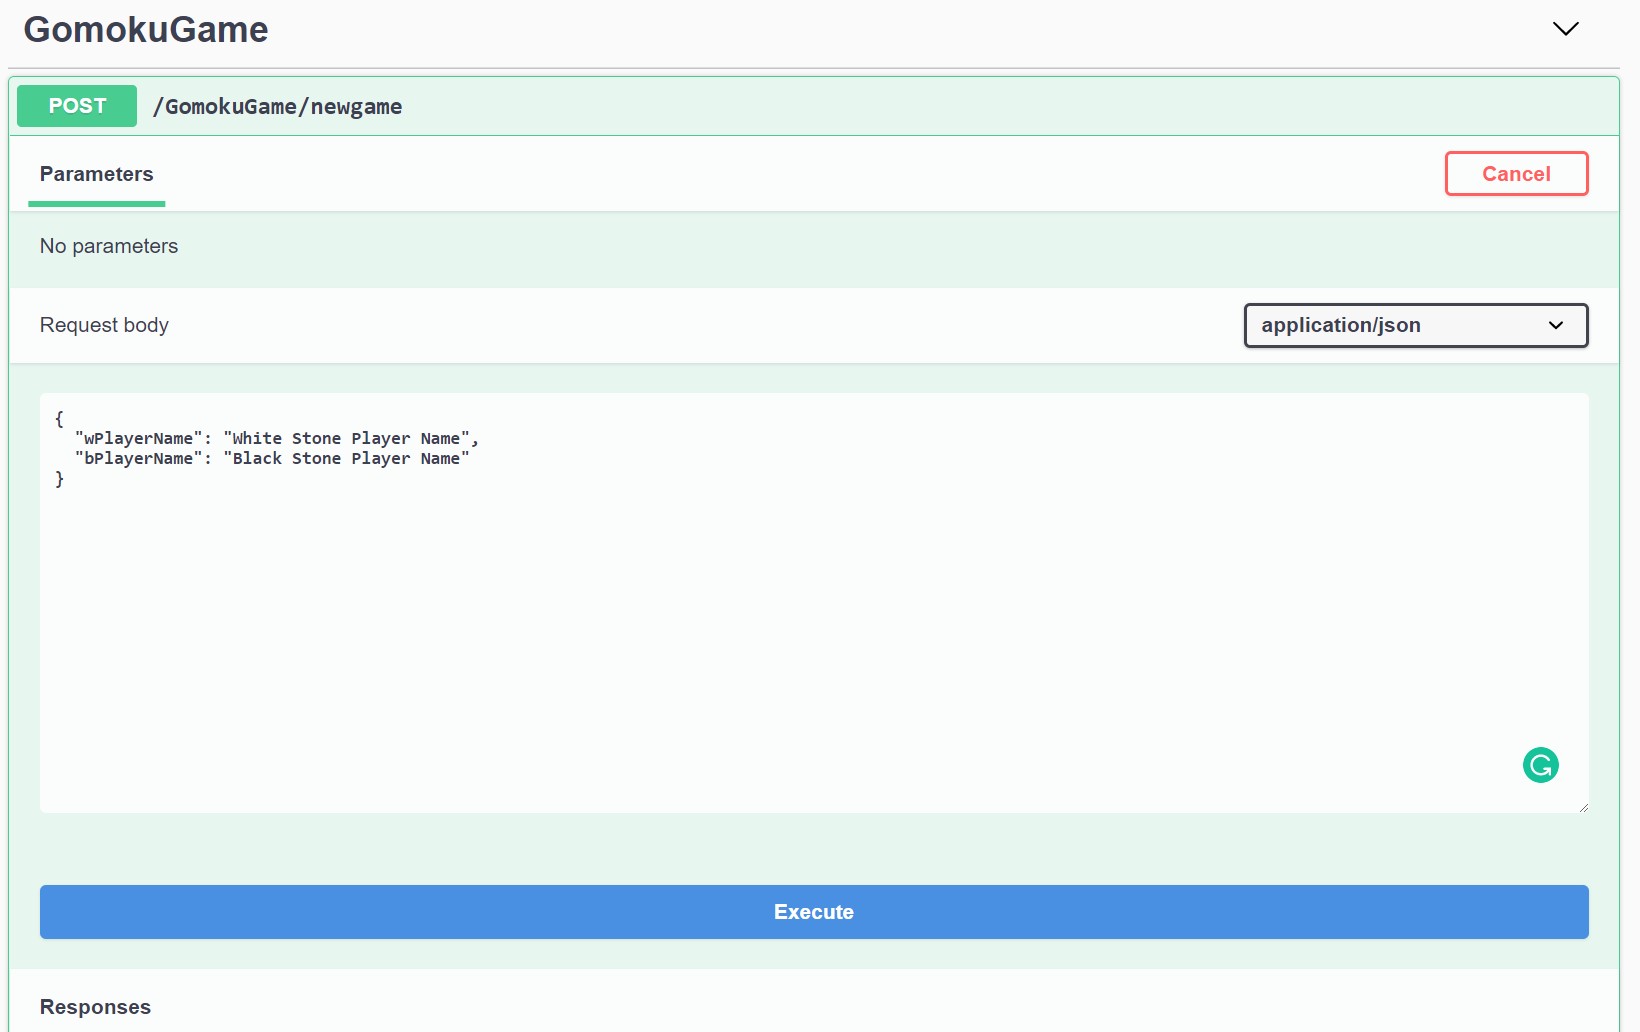 GomokuGame
POST /GomokuGame/newgame
Parameters
Cancel
No parameters
Request body
application/json
{
  "wPlayerName": "White Stone Player Name",
  "bPlayerName": "Black Stone Player Name"
}
Execute
Responses